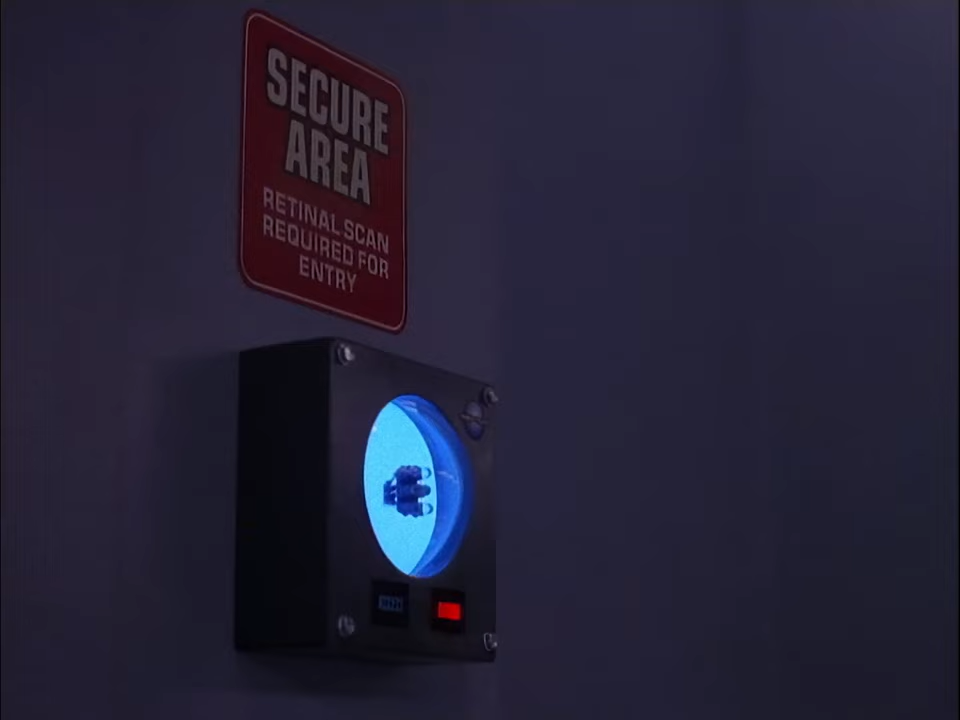 SECURE
AREA
RETINAL SCAN
REQUIRED FOR
ENTRY